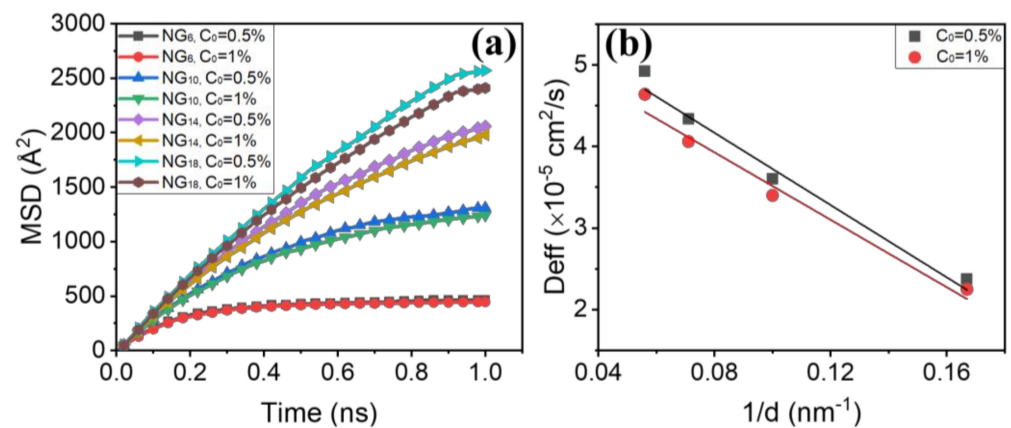 (a)
3000
2500
2000
1500
1000
500
0
MSD (Å²)
NG₆, C₀=0.5%
NG₆, C₀=1%
NG₁₀, C₀=0.5%
NG₁₀, C₀=1%
NG₁₄, C₀=0.5%
NG₁₄, C₀=1%
NG₁₈, C₀=0.5%
NG₁₈, C₀=1%
0.0 0.2 0.4 0.6 0.8 1.0
Time (ns)
(b)
C₀=0.5%
C₀=1%
5
4
3
2
Deff (×10⁻⁵ cm²/s)
0.04 0.08 0.12 0.16
1/d (nm⁻¹)